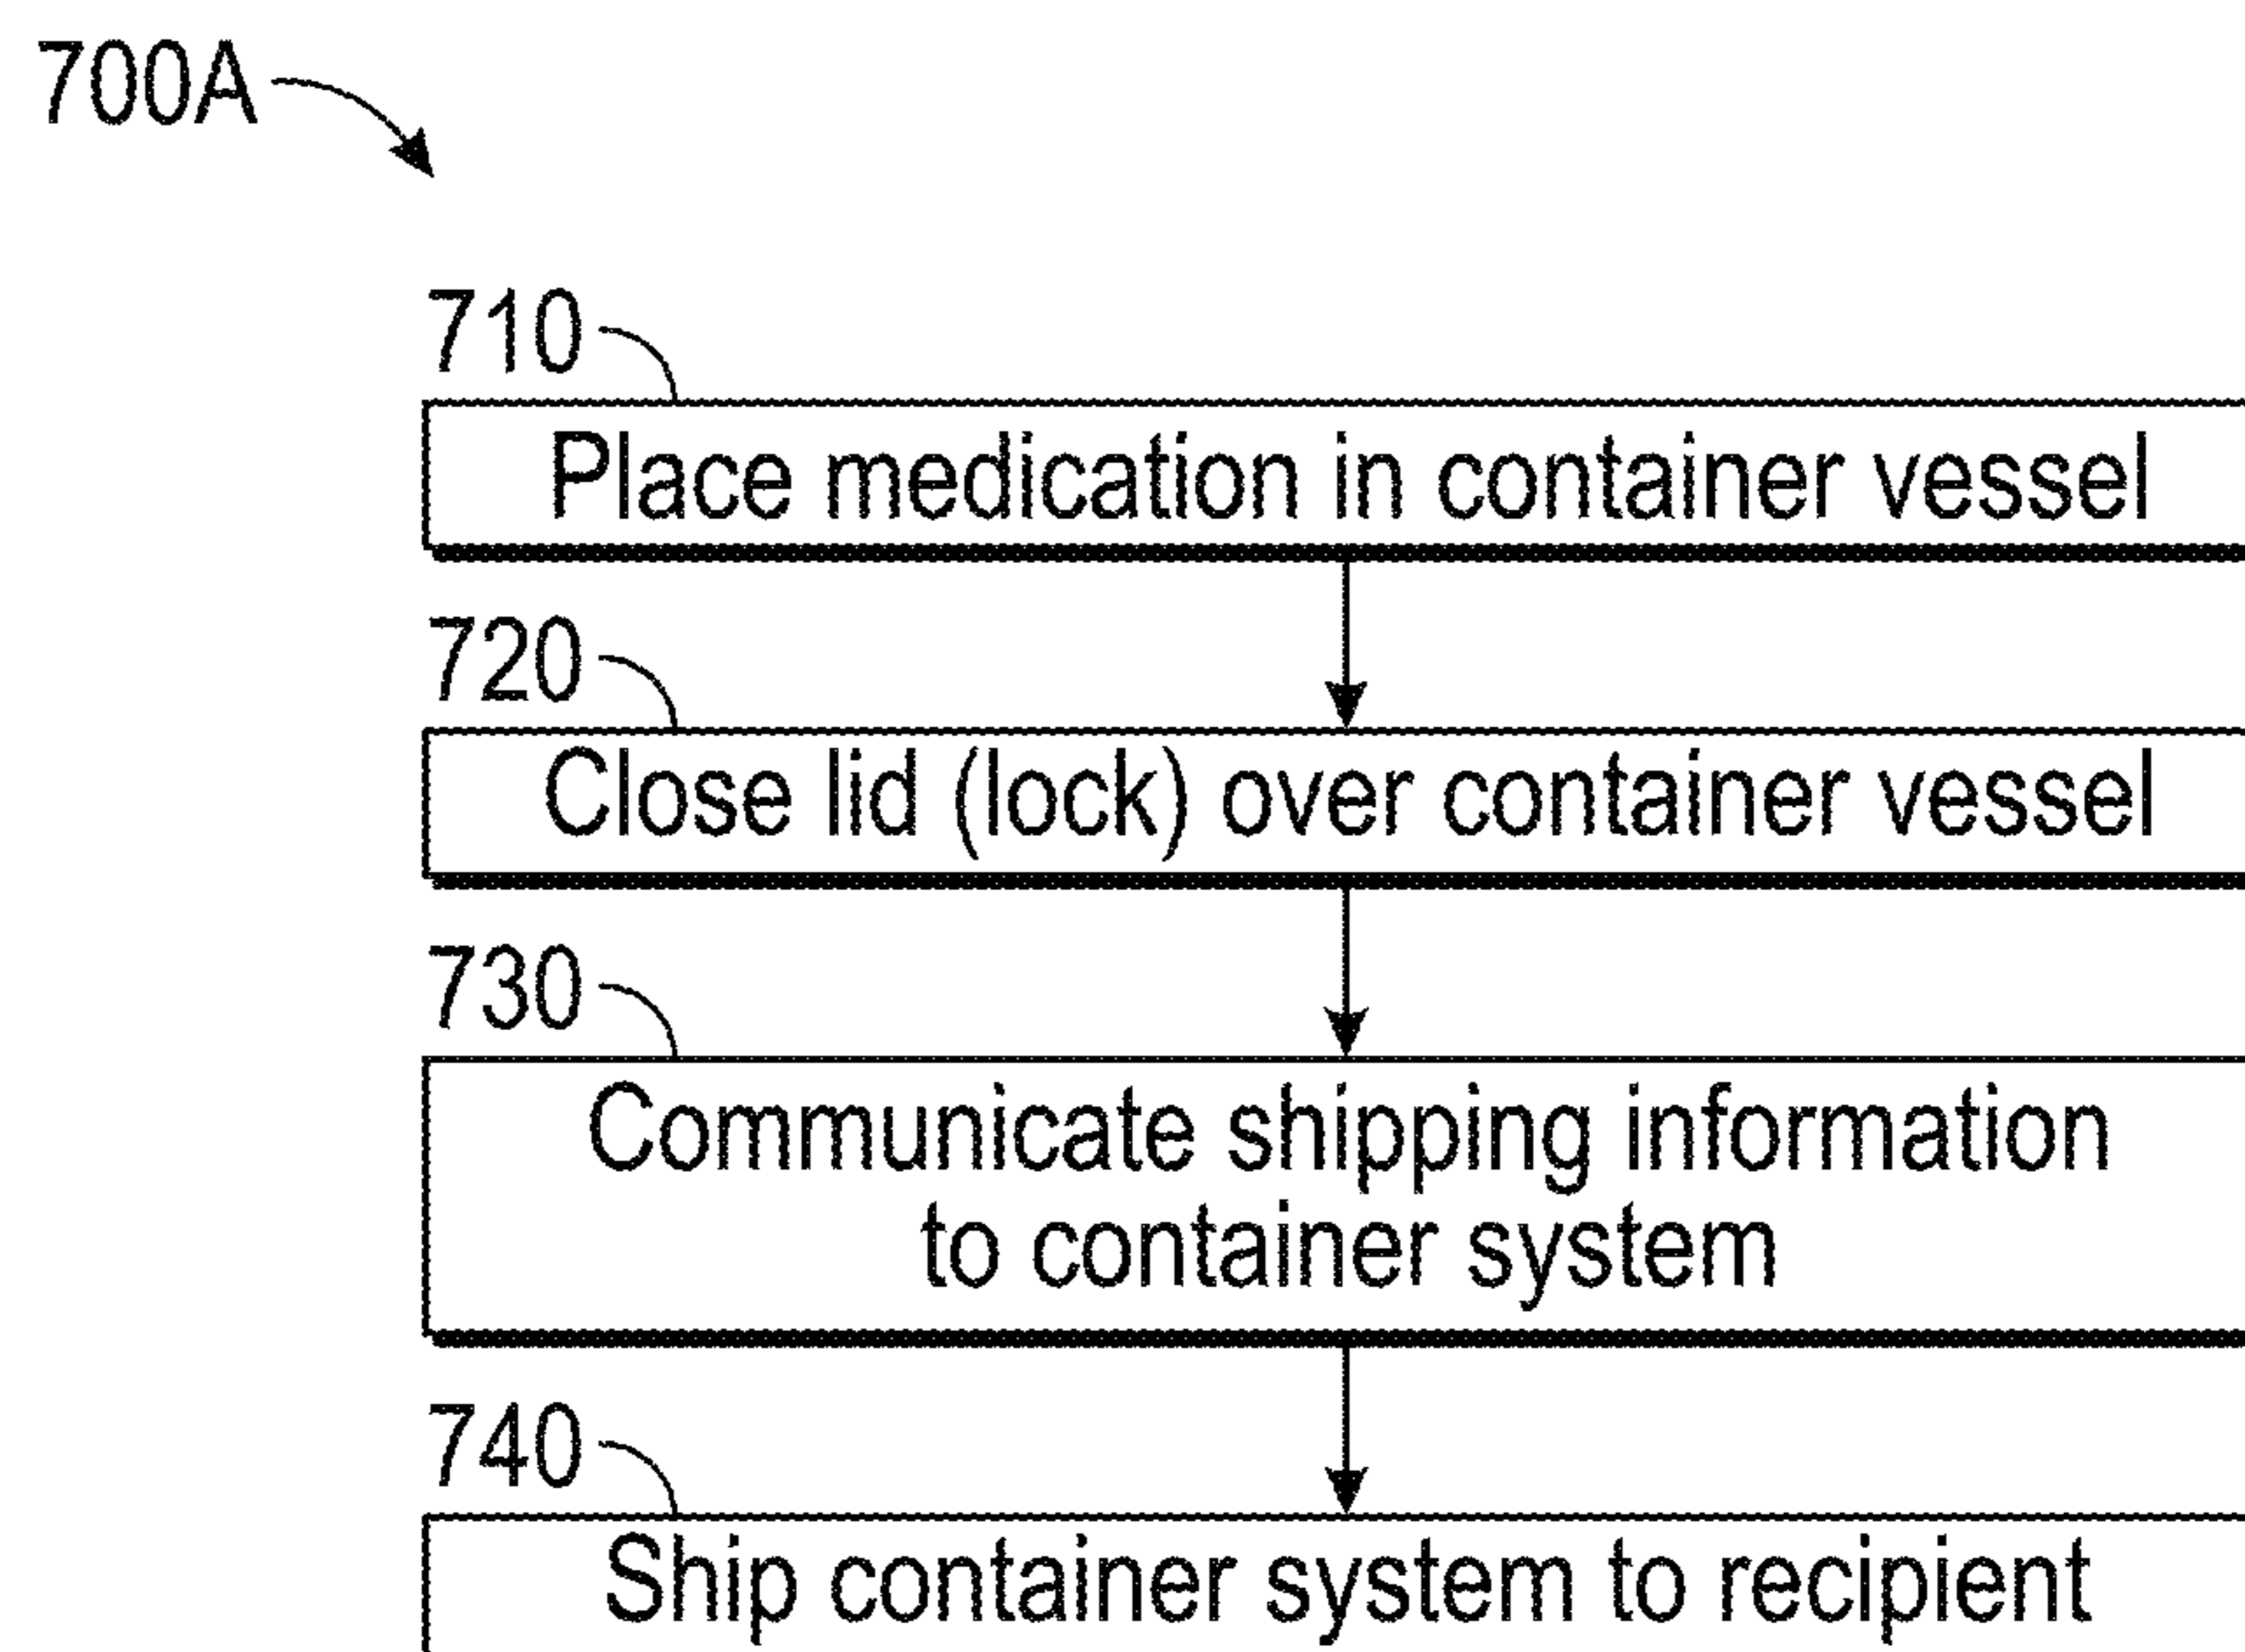 700A
710
Place medication in container vessel
720
Close lid (lock) over container vessel
730
Communicate shipping information
to container system
740
Ship container system to recipient